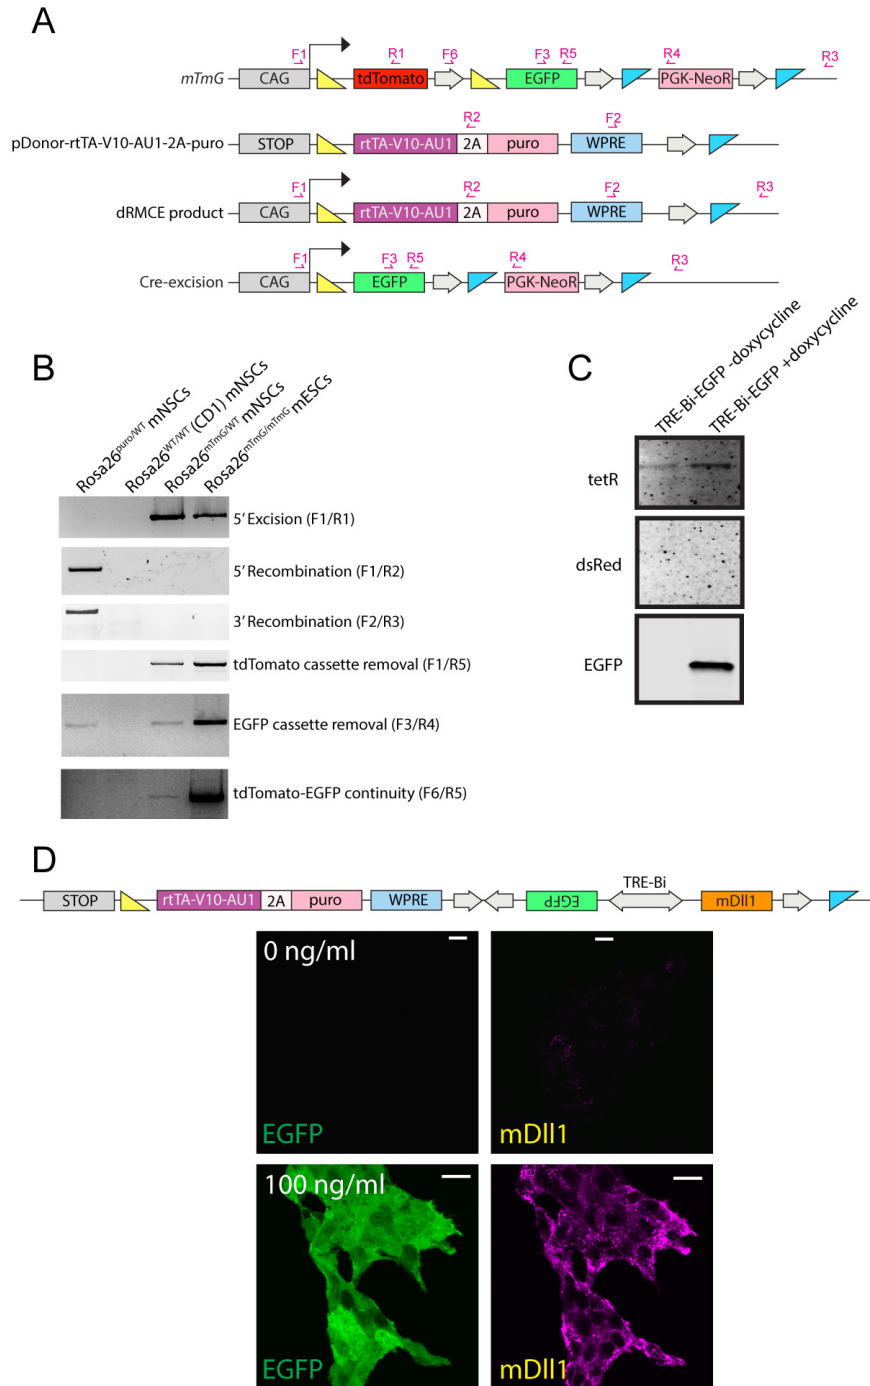 A
F1 R1 F6 F3 R5 R4 R3
mTmG CAG tdTomato EGFP PGK-NeoR
R2 F2
pDonor-rtTA-V10-AU1-2A-puro STOP rtTA-V10-AU1 2A puro WPRE
F1 R2 F2 R3
dRMCE product CAG rtTA-V10-AU1 2A puro WPRE
F1 F3 R5 R4 R3
Cre-excision CAG EGFP PGK-NeoR
B
Rosa26puro/WT mNSCs
Rosa26WT/WT (CD1) mNSCs
Rosa26mTmG/WT mNSCs
Rosa26mTmG/mTmG mESCs
5' Excision (F1/R1)
5' Recombination (F1/R2)
3' Recombination (F2/R3)
tdTomato cassette removal (F1/R5)
EGFP cassette removal (F3/R4)
tdTomato-EGFP continuity (F6/R5)
C
TRE-Bi-EGFP -doxycycline
TRE-Bi-EGFP +doxycycline
tetR
dsRed
EGFP
D
TRE-Bi
STOP rtTA-V10-AU1 2A puro WPRE EGFP mDll1
0 ng/ml
EGFP mDll1
100 ng/ml
EGFP mDll1